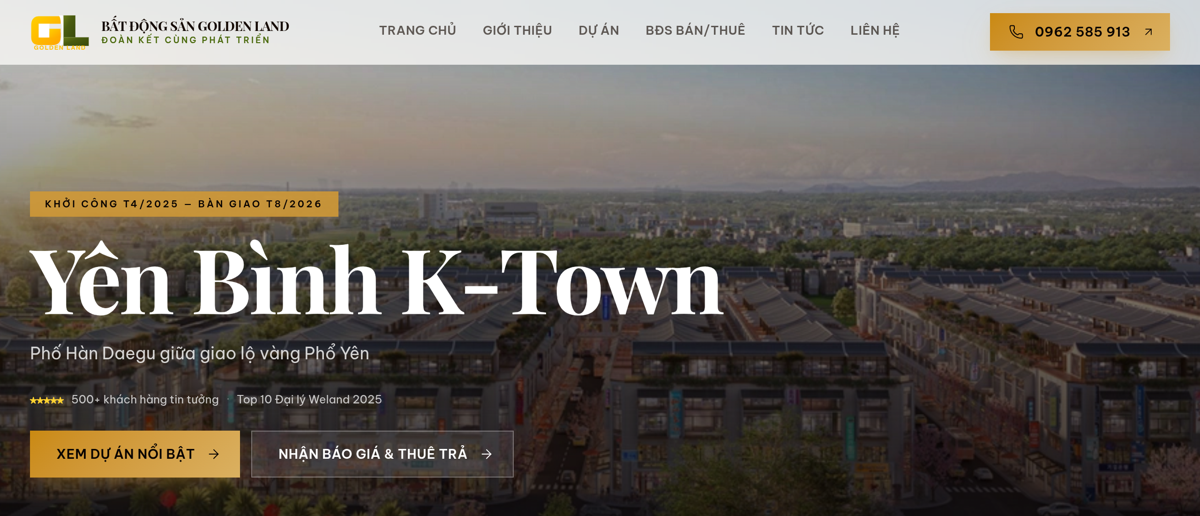 GL
GOLDEN LAND
BẤT ĐỘNG SẢN GOLDEN LAND
ĐOÀN KẾT CÙNG PHÁT TRIỂN
TRANG CHỦ
GIỚI THIỆU
DỰ ÁN
BĐS BÁN/THUÊ
TIN TỨC
LIÊN HỆ
0962 585 913
KHỞI CÔNG T4/2025 — BÀN GIAO T8/2026
Yên Bình K–Town
Phố Hàn Daegu giữa giao lộ vàng Phổ Yên
500+ khách hàng tin tưởng · Top 10 Đại lý Weland 2025
XEM DỰ ÁN NỔI BẬT
NHẬN BÁO GIÁ & THUÊ TRẢ